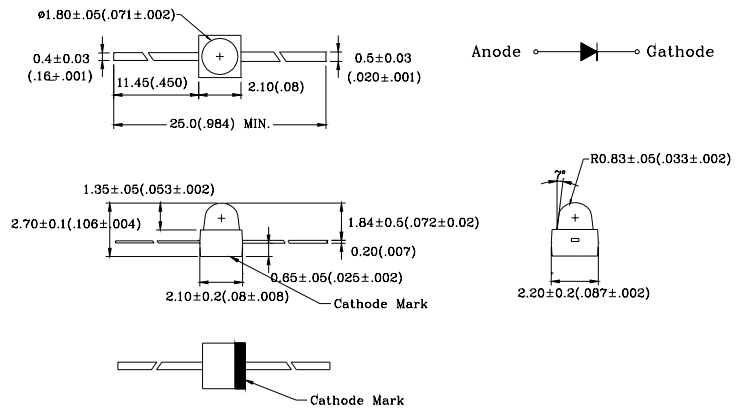 ø1.80±.05(.071±.002)
0.4±0.03
(.16±.001)
11.45(.450)
2.10(.08)
0.5±0.03
(.020±.001)
25.0(.984) MIN.
Anode
Gathode
1.35±.05(.053±.002)
2.70±0.1(.106±.004)
1.84±0.5(.072±0.02)
0.20(.007)
0.65±.05(.025±.002)
2.10±0.2(.08±.008)
Cathode Mark
7°
R0.83±.05(.033±.002)
2.20±0.2(.087±.002)
Cathode Mark